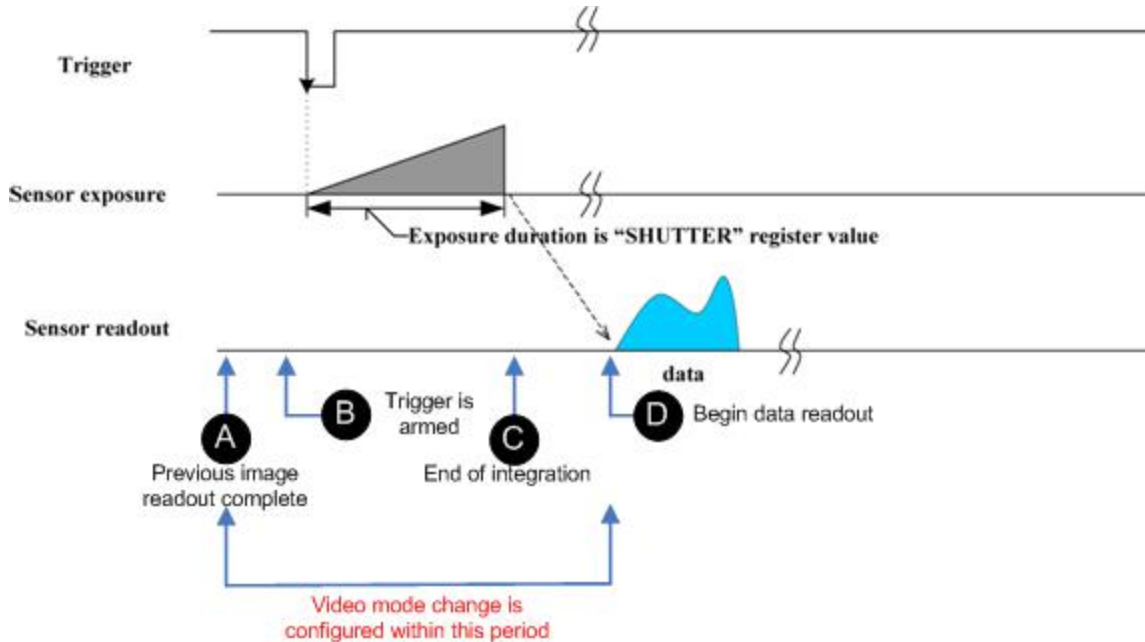 Trigger
Sensor exposure
Exposure duration is “SHUTTER” register value
Sensor readout
data
A
Previous image
readout complete
B
Trigger is
armed
C
End of integration
D
Begin data readout
Video mode change is
configured within this period